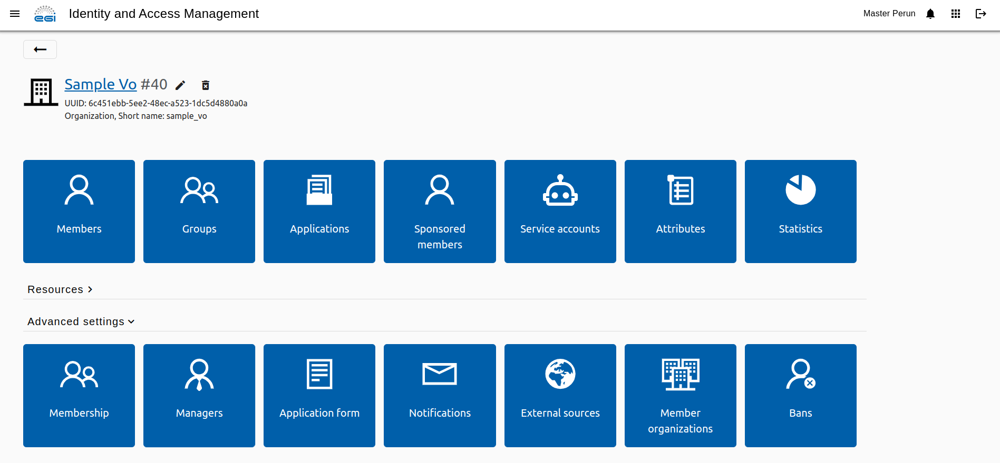 egi Identity and Access Management Master Perun
Sample Vo #40
UUID: 6c451ebb-5ee2-48ec-a523-1dc5d4880a0a
Organization, Short name: sample_vo
Members
Groups
Applications
Sponsored
members
Service accounts
Attributes
Statistics
Resources
Advanced settings
Membership
Managers
Application form
Notifications
External sources
Member
organizations
Bans